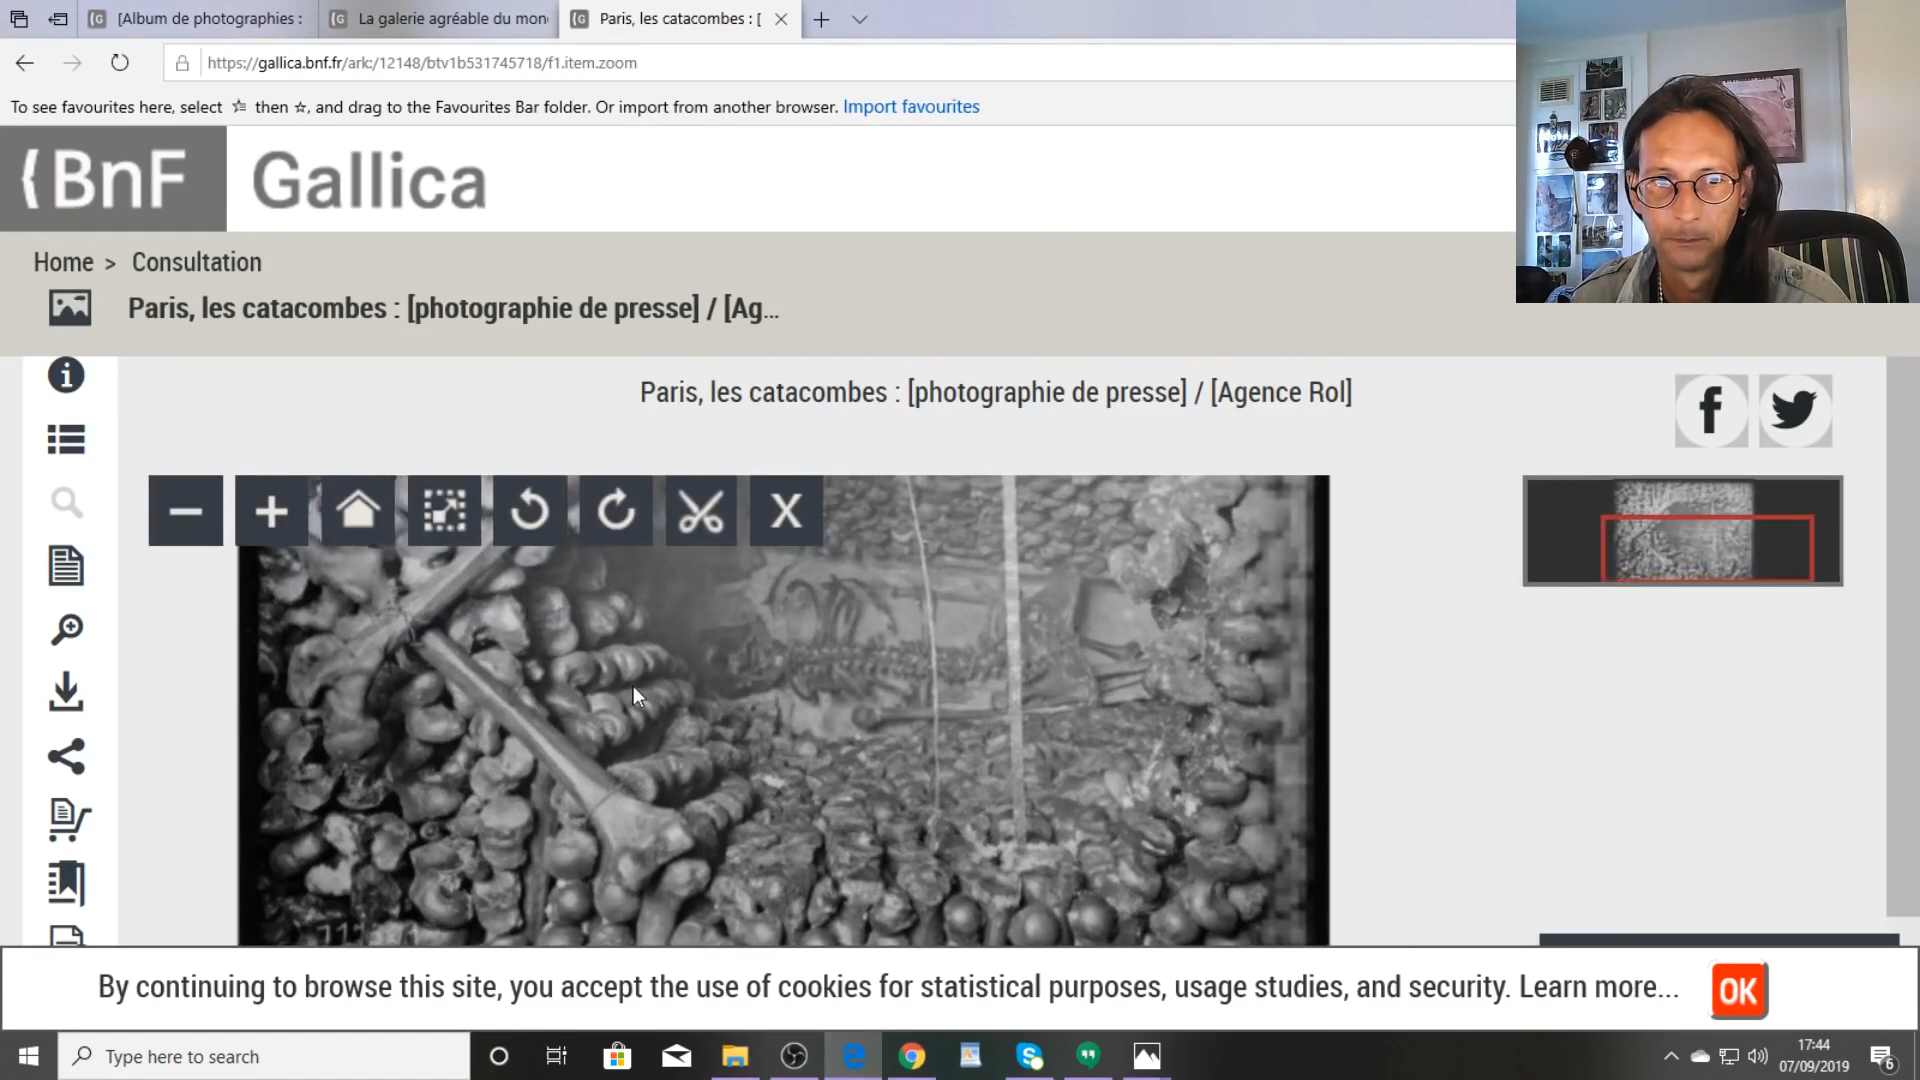 [Album de photographies :
La galerie agréable du mon
Paris, les catacombes : [
https://gallica.bnf.fr/ark:/12148/btv1b531745718/f1.item.zoom
To see favourites here, select ☆ then ☆, and drag to the Favourites Bar folder. Or import from another browser. Import favourites
{BnF Gallica
Home > Consultation
Paris, les catacombes : [photographie de presse] / [Ag...
Paris, les catacombes : [photographie de presse] / [Agence Rol]
X
By continuing to browse this site, you accept the use of cookies for statistical purposes, usage studies, and security. Learn more...
OK
Type here to search
17:44
07/09/2019
6